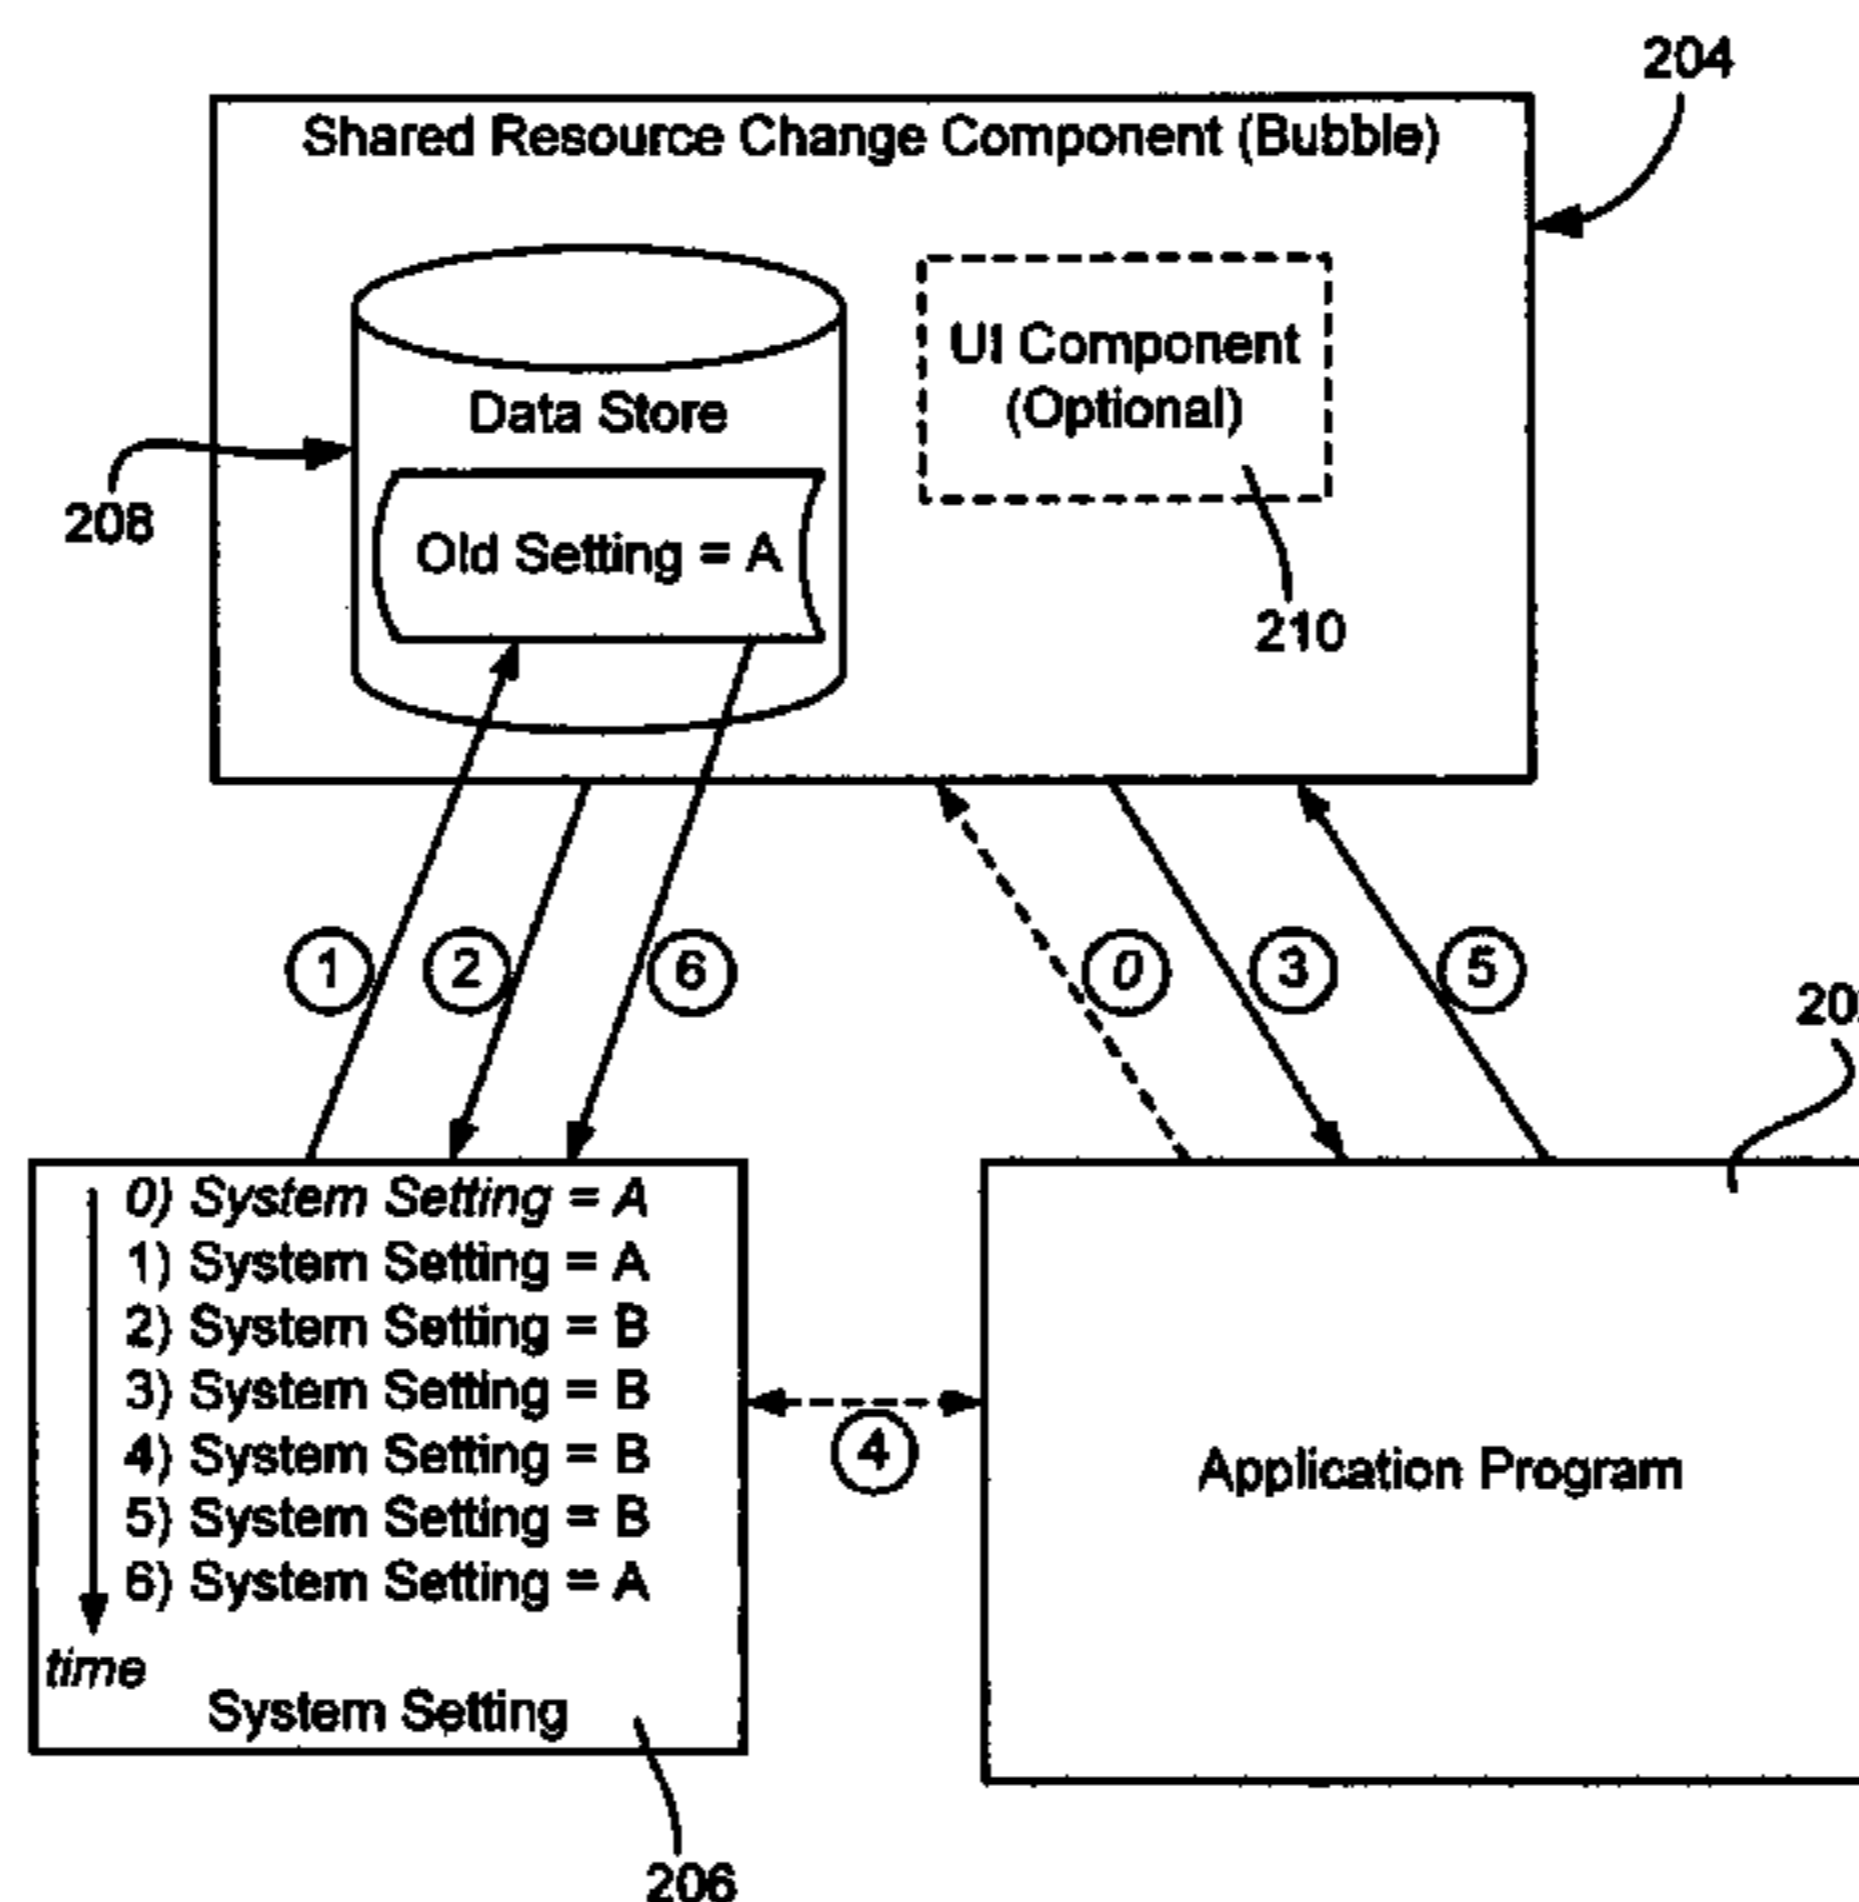 204
Shared Resource Change Component (Bubble)
UI Component
(Optional)
Data Store
208
Old Setting = A
210
1
2
6
0
3
5
0) System Setting = A
1) System Setting = A
2) System Setting = B
3) System Setting = B
4) System Setting = B
5) System Setting = B
6) System Setting = A
time
System Setting
4
Application Program
206